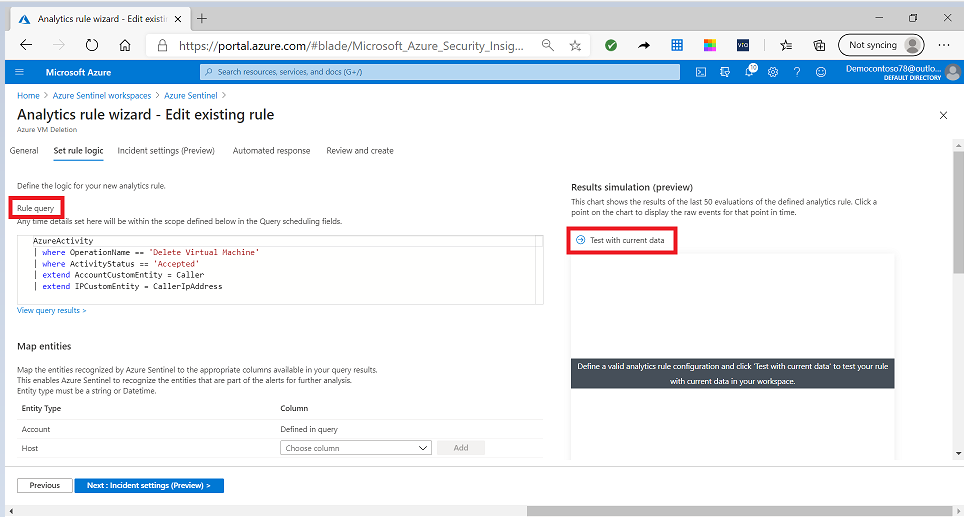 Analytics rule wizard - Edit existi
https://portal.azure.com/#blade/Microsoft_Azure_Security_Insig...
VTQ
Not syncing
Microsoft Azure
Search resources, services, and docs (G+/)
10
Democontoso78@outlo...
DEFAULT DIRECTORY
Home > Azure Sentinel workspaces > Azure Sentinel >
Analytics rule wizard - Edit existing rule
Azure VM Deletion
General Set rule logic Incident settings (Preview) Automated response Review and create
Define the logic for your new analytics rule.
Rule query
Any time details set here will be within the scope defined below in the Query scheduling fields.
AzureActivity
| where OperationName == 'Delete Virtual Machine'
| where ActivityStatus == 'Accepted'
| extend AccountCustomEntity = Caller
| extend IPCustomEntity = CallerIpAddress
View query results >
Map entities
Map the entities recognized by Azure Sentinel to the appropriate columns available in your query results.
This enables Azure Sentinel to recognize the entities that are part of the alerts for further analysis.
Entity type must be a string or Datetime.
Entity Type Column
Account Defined in query
Host Choose column Add
Results simulation (preview)
This chart shows the results of the last 50 evaluations of the defined analytics rule. Click a
point on the chart to display the raw events for that point in time.
Test with current data
Define a valid analytics rule configuration and click 'Test with current data' to test your rule
with current data in your workspace.
Previous Next : Incident settings (Preview) >